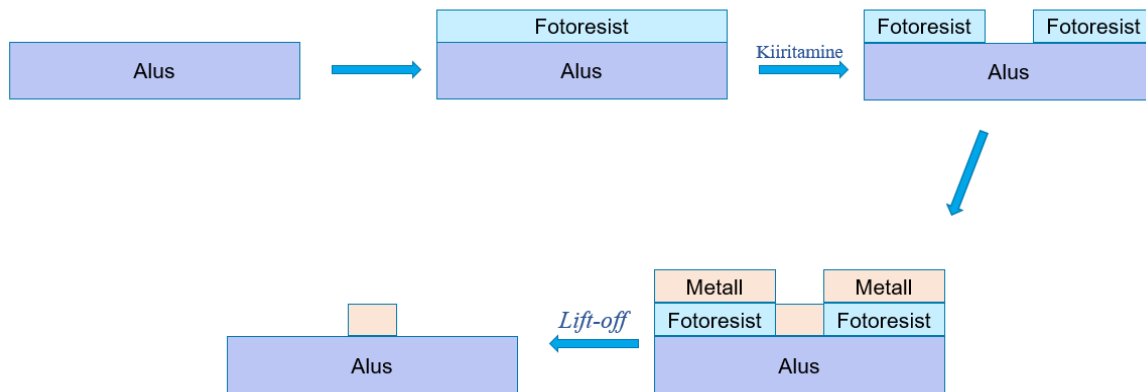 Alus
Fotoresist
Alus
Kiiritamine
Fotoresist
Fotoresist
Alus
Metall
Metall
Fotoresist
Fotoresist
Alus
Lift-off
Alus